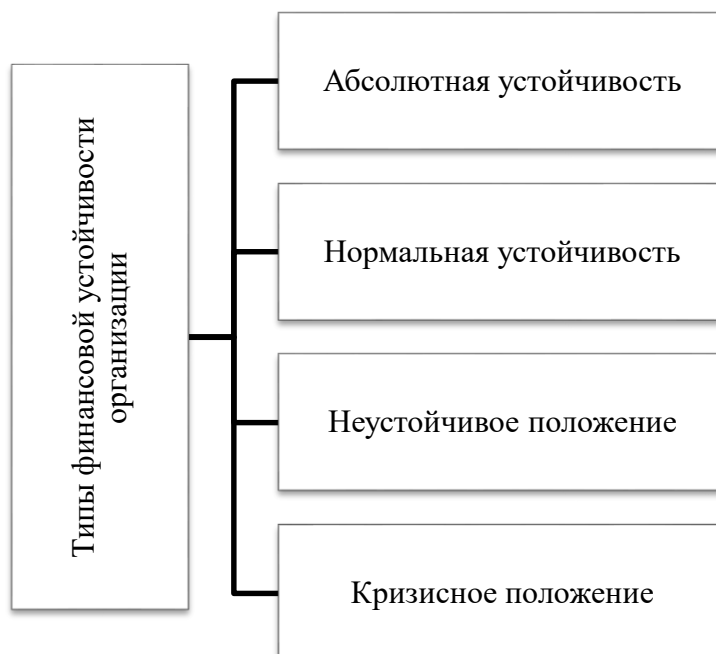 Типы финансовой устойчивости
организации
Абсолютная устойчивость
Нормальная устойчивость
Неустойчивое положение
Кризисное положение